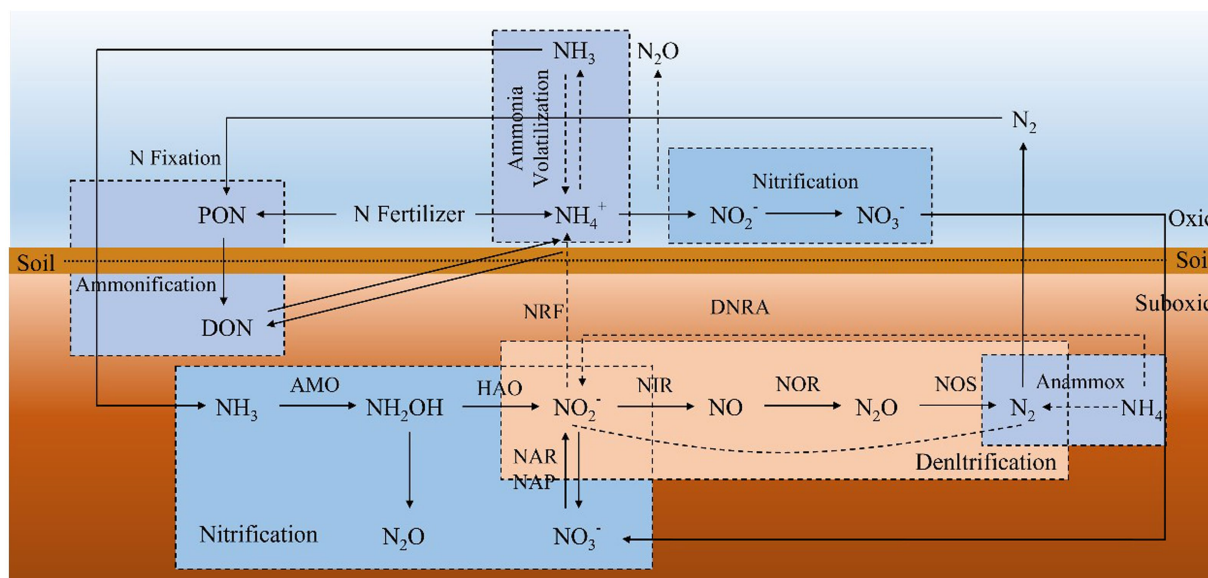 NH₃
N₂O
Ammonia
Volatilization
N₂
N Fixation
Nitrification
PON
N Fertilizer
NH₄⁺
NO₂⁻
NO₃⁻
Oxic
Soil
Soil
Ammonification
Suboxic
NRF
DNRA
DON
AMO
HAO
NIR
NOR
NOS
Anammox
NH₃
NH₂OH
NO₂⁻
NO
N₂O
N₂
NH₄
NAR
NAP
Denltrification
Nitrification
N₂O
NO₃⁻